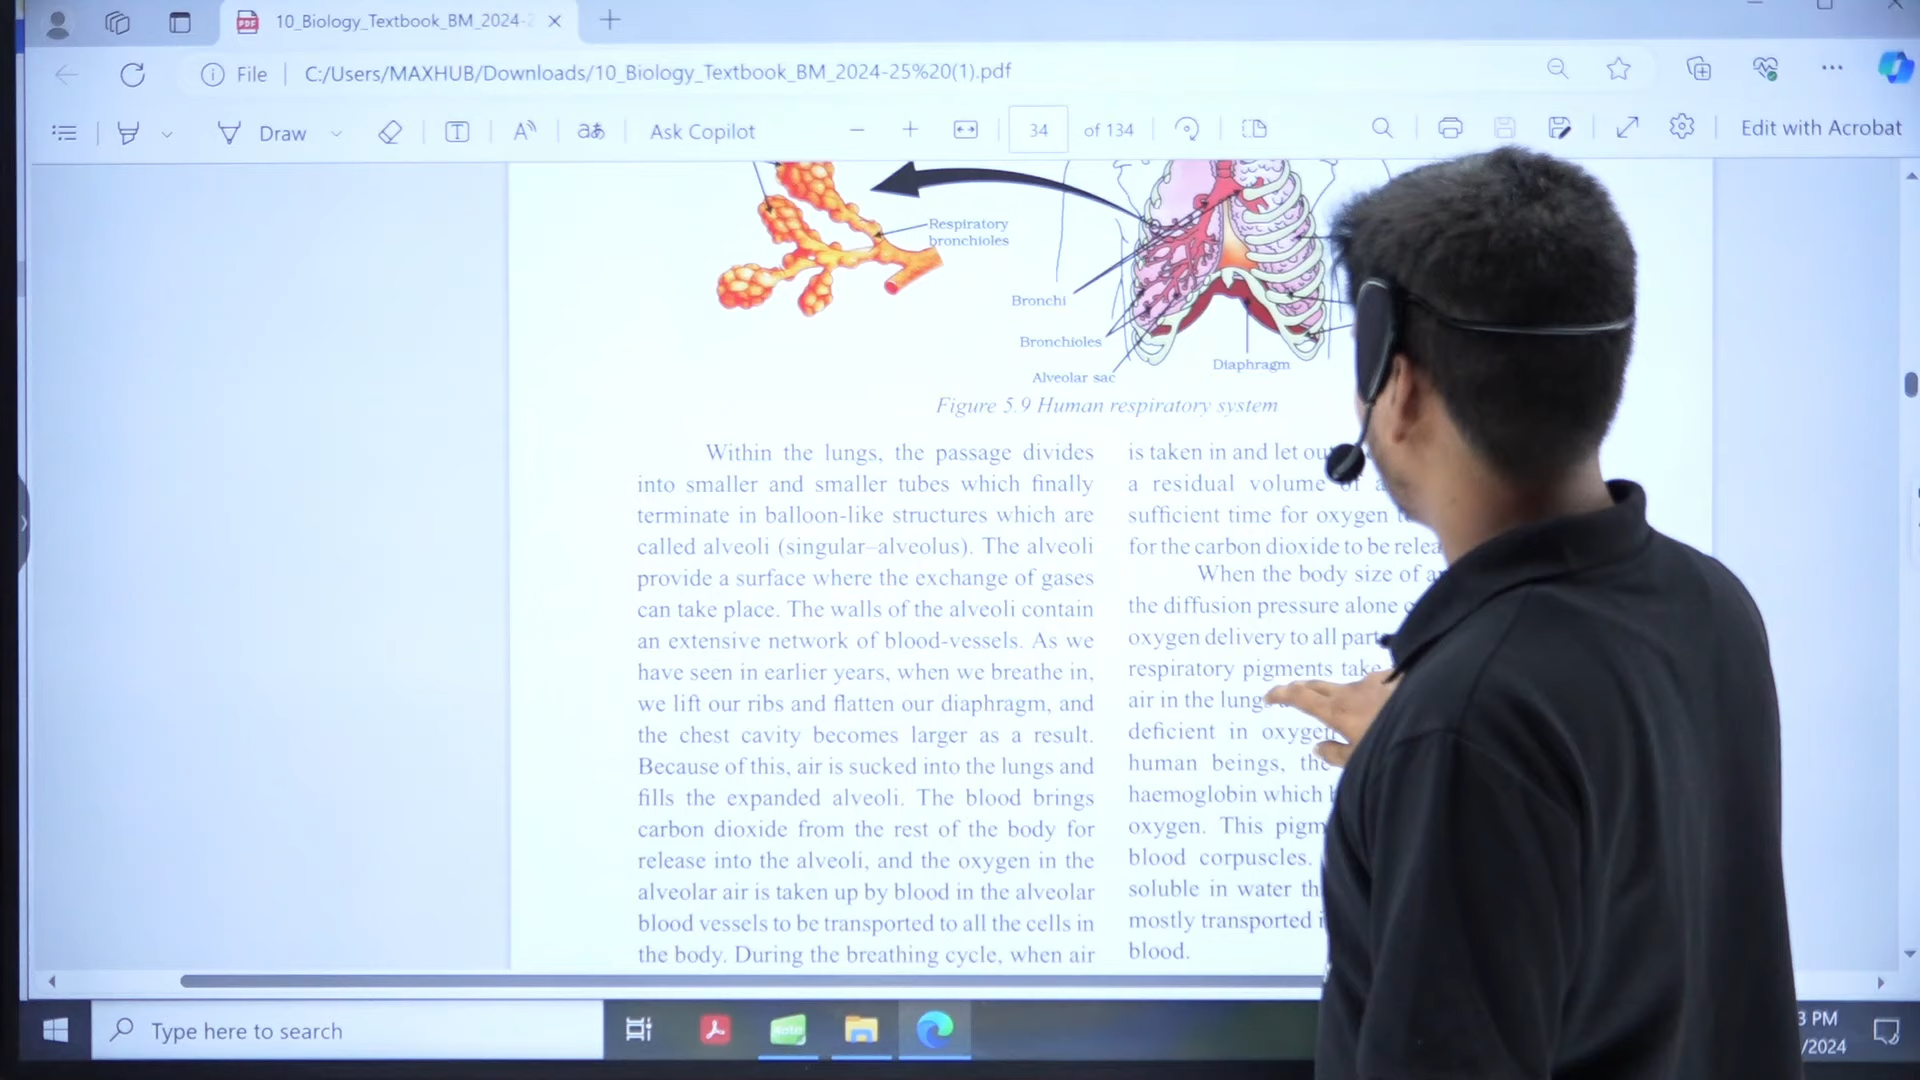 10_Biology_Textbook_BM_2024-2
File
C:/Users/MAXHUB/Downloads/10_Biology_Textbook_BM_2024-25%20(1).pdf
Draw
Ask Copilot
34
of 134
Edit with Acrobat
Respiratory
bronchioles
Bronchi
Bronchioles
Alveolar sac
Diaphragm
Figure 5.9 Human respiratory system
Within the lungs, the passage divides
into smaller and smaller tubes which finally
terminate in balloon-like structures which are
called alveoli (singular–alveolus). The alveoli
provide a surface where the exchange of gases
can take place. The walls of the alveoli contain
an extensive network of blood-vessels. As we
have seen in earlier years, when we breathe in,
we lift our ribs and flatten our diaphragm, and
the chest cavity becomes larger as a result.
Because of this, air is sucked into the lungs and
fills the expanded alveoli. The blood brings
carbon dioxide from the rest of the body for
release into the alveoli, and the oxygen in the
alveolar air is taken up by blood in the alveolar
blood vessels to be transported to all the cells in
the body. During the breathing cycle, when air
is taken in and let
a residual volume
sufficient time for oxygen
for the carbon dioxide to be
When the body size of
the diffusion pressure alone
oxygen delivery to all
respiratory pigments
air in the
deficient in
human beings,
haemoglobin which
oxygen. This
blood corpuscles.
soluble in water
mostly transported
blood.
Type here to search
note
3 PM
/2024